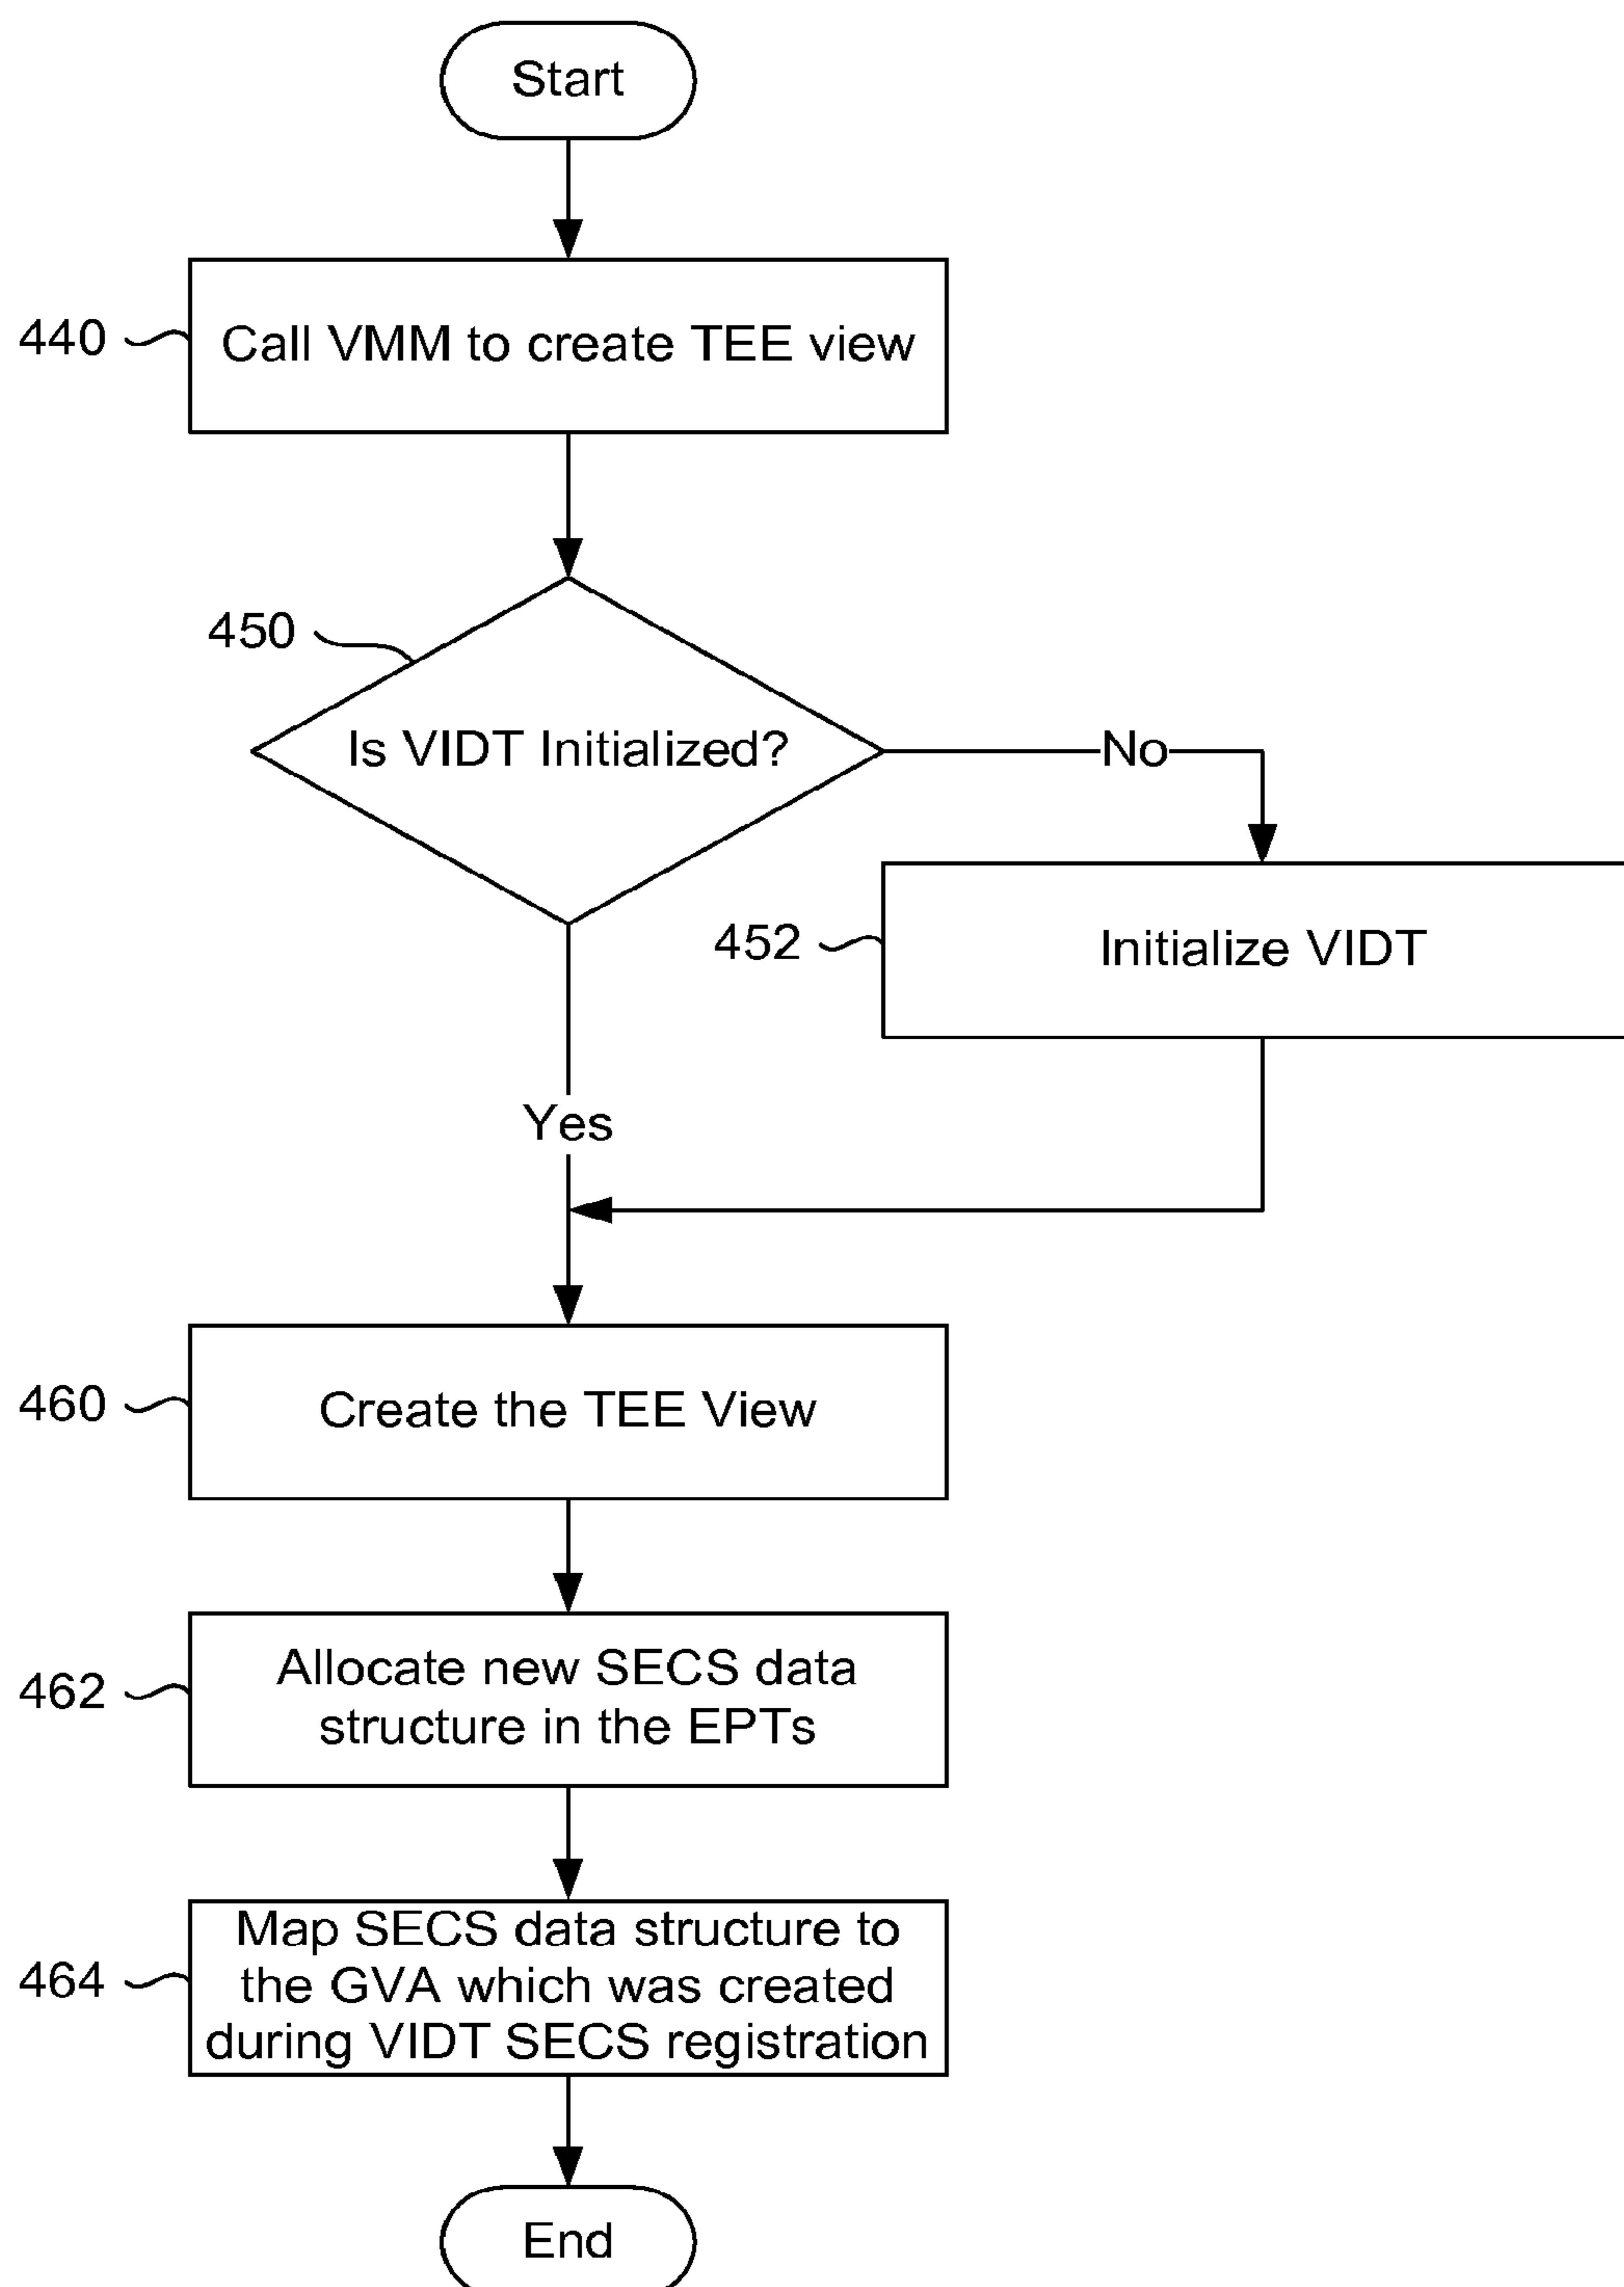 Start
440
Call VMM to create TEE view
450
Is VIDT Initialized?
No
452
Initialize VIDT
Yes
460
Create the TEE View
462
Allocate new SECS data
structure in the EPTs
464
Map SECS data structure to
the GVA which was created
during VIDT SECS registration
End